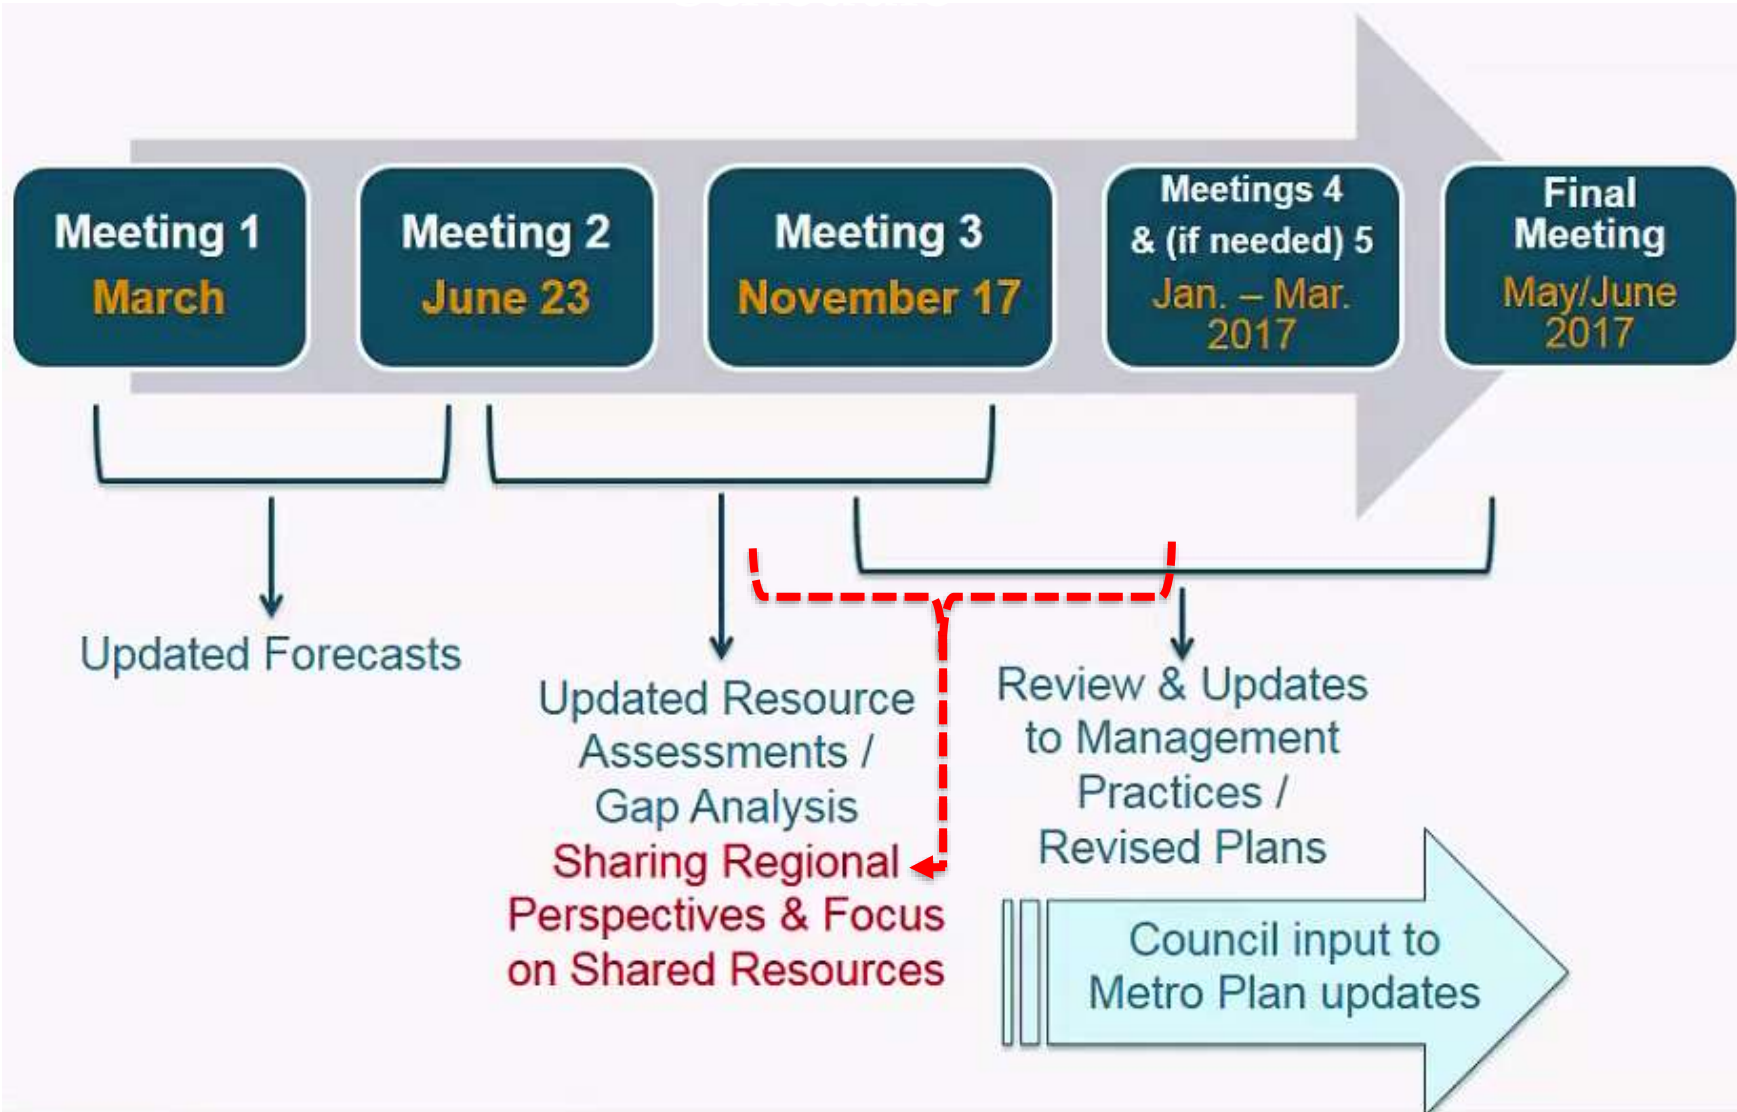 Meeting 1
March
Meeting 2
June 23
Meeting 3
November 17
Meetings 4
& (if needed) 5
Jan. – Mar.
2017
Final
Meeting
May/June
2017
Updated Forecasts
Updated Resource
Assessments /
Gap Analysis
Sharing Regional
Perspectives & Focus
on Shared Resources
Review & Updates
to Management
Practices /
Revised Plans
Council input to
Metro Plan updates